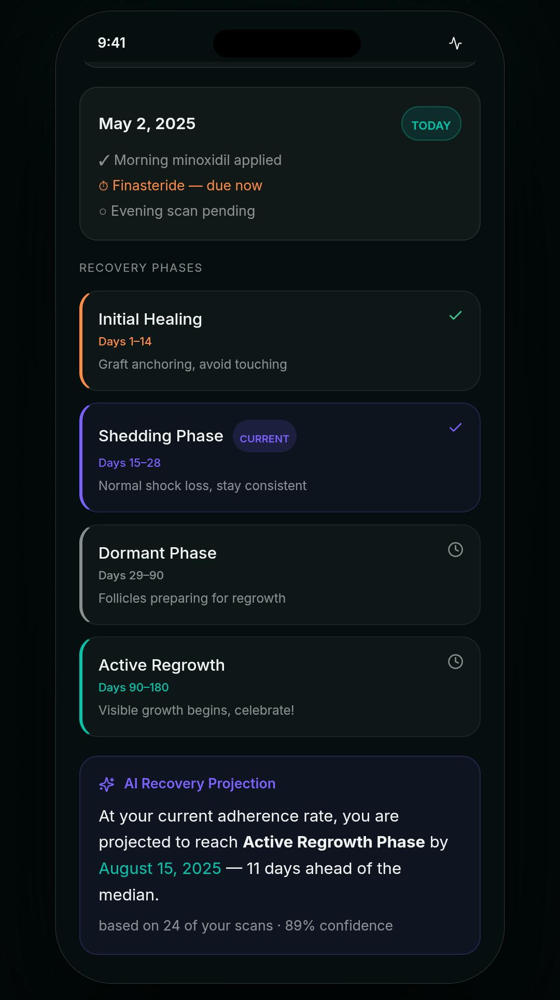 9:41
May 2, 2025
TODAY
✓ Morning minoxidil applied
⏱ Finasteride — due now
○ Evening scan pending
RECOVERY PHASES
Initial Healing
Days 1–14
Graft anchoring, avoid touching
Shedding Phase CURRENT
Days 15–28
Normal shock loss, stay consistent
Dormant Phase
Days 29–90
Follicles preparing for regrowth
Active Regrowth
Days 90–180
Visible growth begins, celebrate!
AI Recovery Projection
At your current adherence rate, you are
projected to reach Active Regrowth Phase by
August 15, 2025 — 11 days ahead of the
median.
based on 24 of your scans · 89% confidence